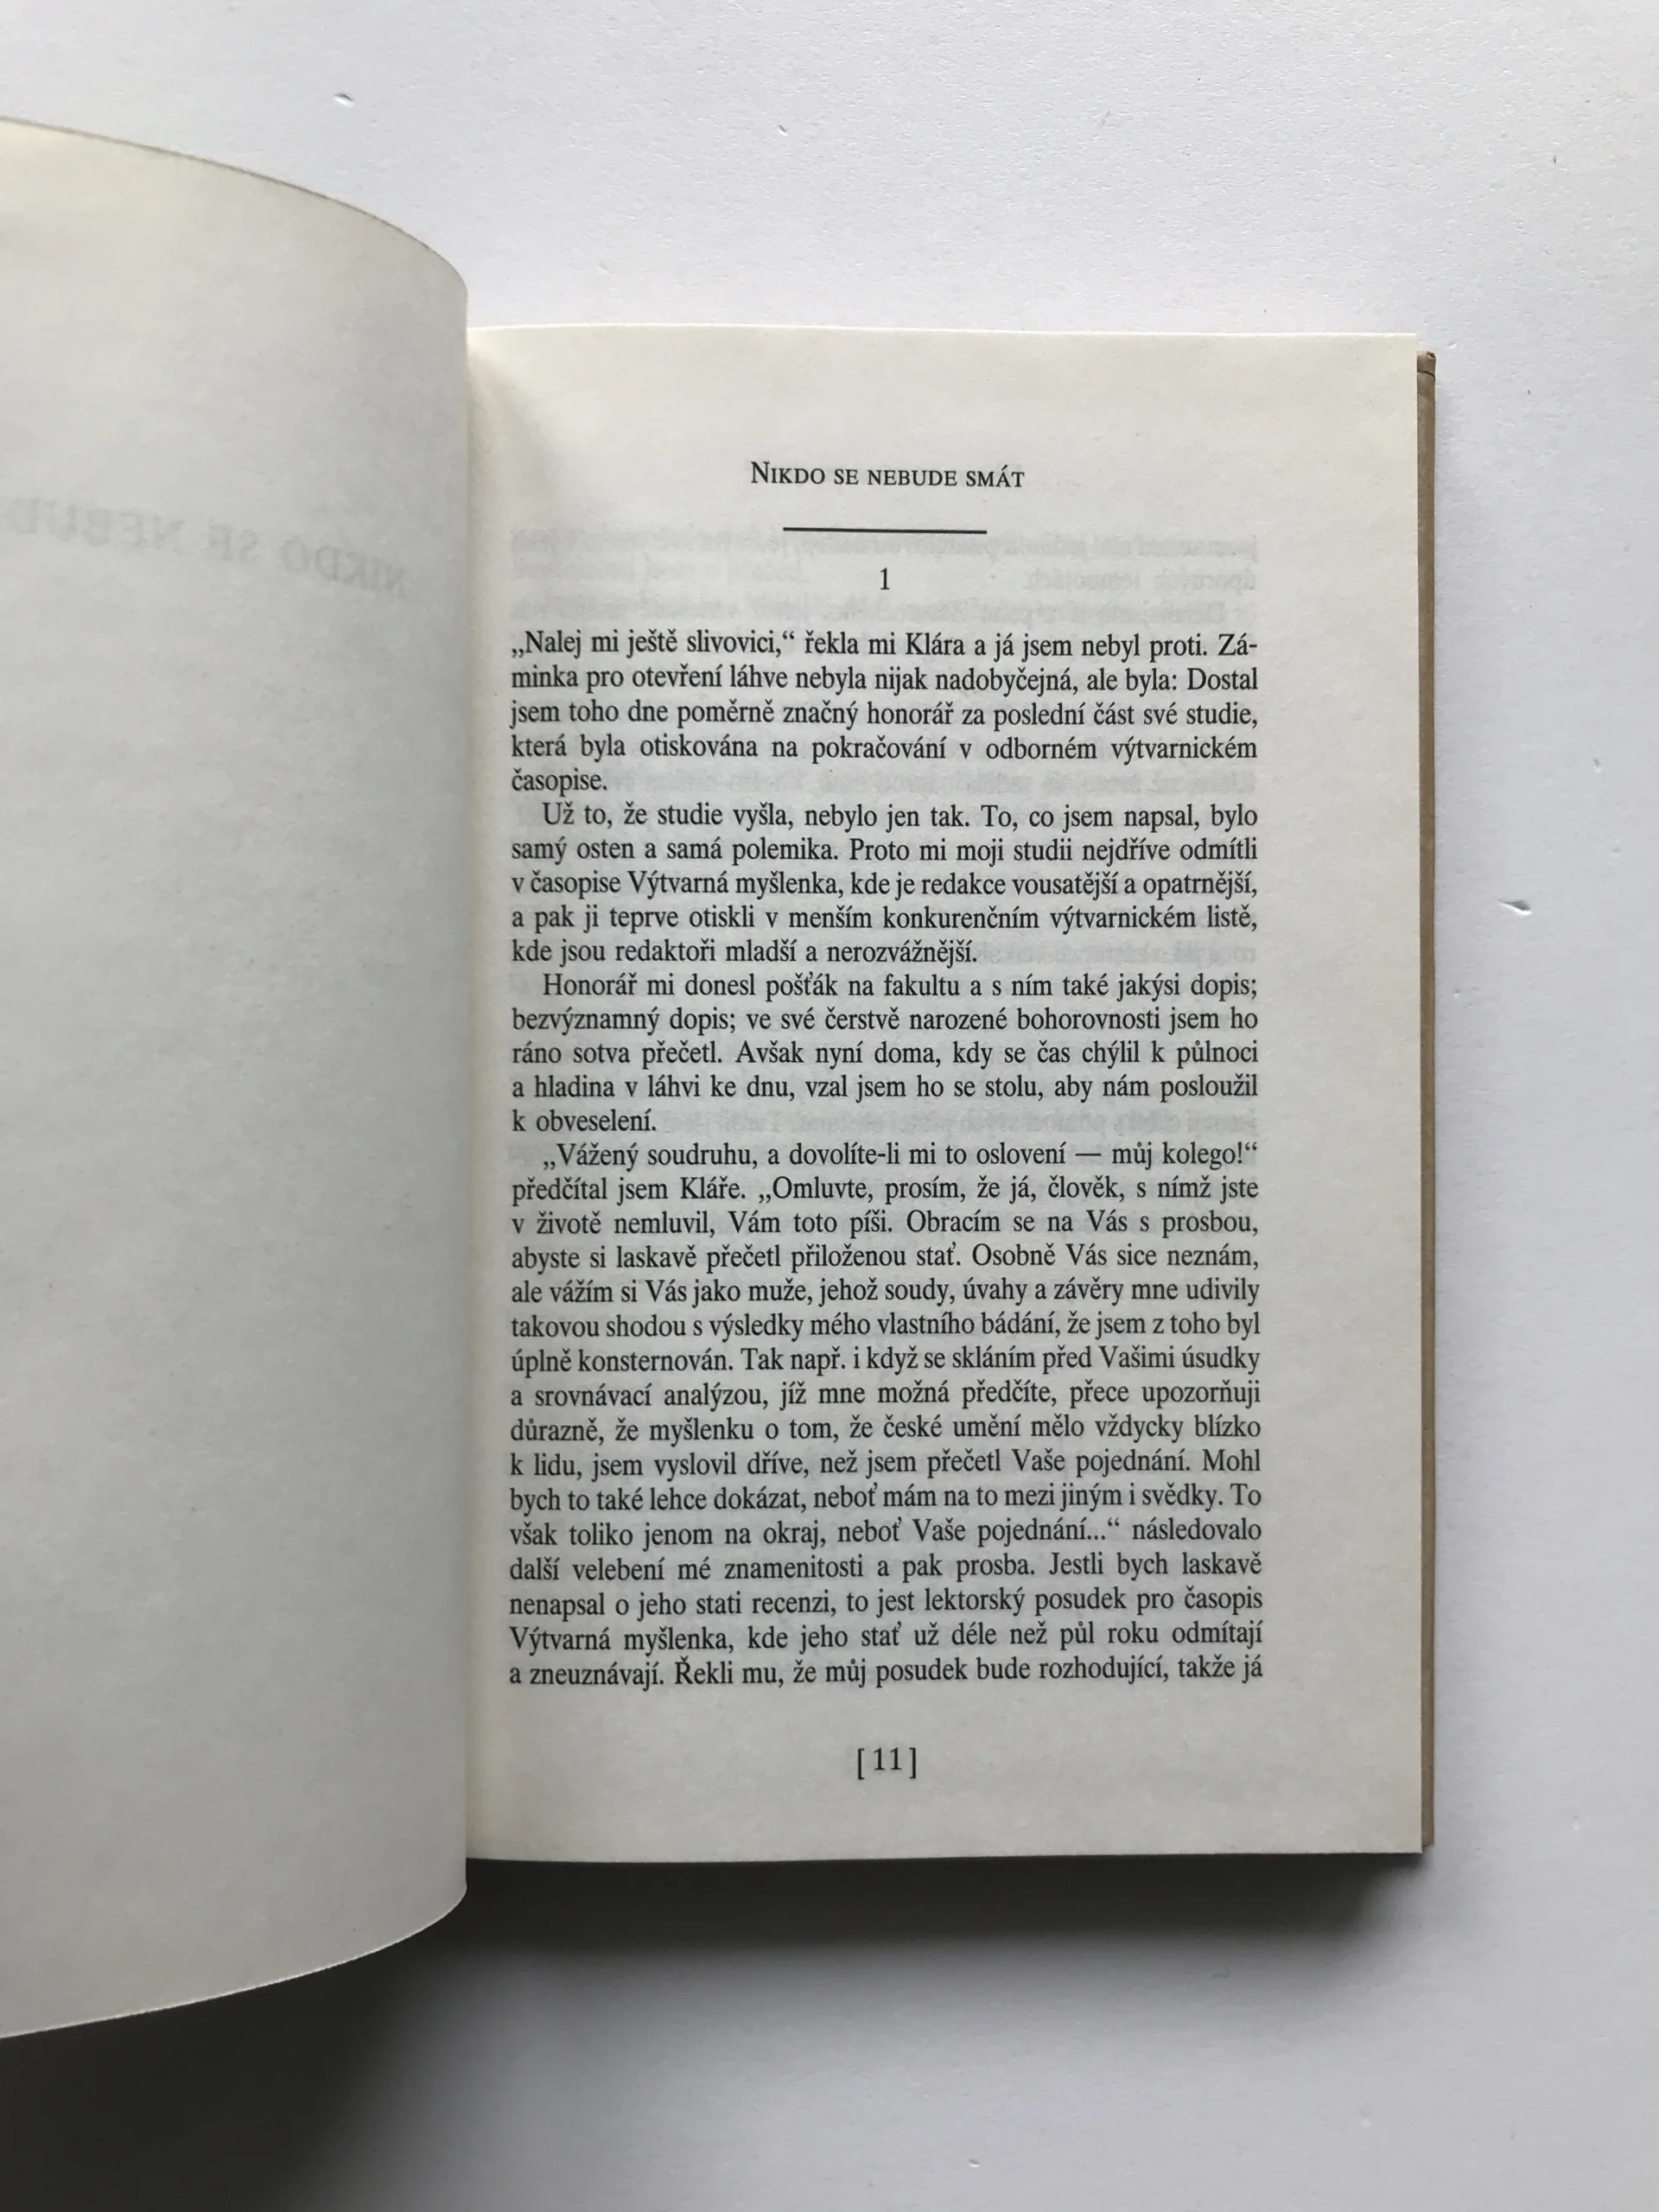 NIKDO SE NEBUD
NIKDO SE NEBUDE SMÁT
1
„Nalej mi ještě slivovici,“ řekla mi Klára a já jsem nebyl proti. Zá-
minka pro otevření láhve nebyla nijak nadobyčejná, ale byla: Dostal
jsem toho dne poměrně značný honorář za poslední část své studie,
která byla otiskována na pokračování v odborném výtvarnickém
časopise.
Už to, že studie vyšla, nebylo jen tak. To, co jsem napsal, bylo
samý osten a samá polemika. Proto mi moji studii nejdříve odmítli
v časopise Výtvarná myšlenka, kde je redakce vousatější a opatrnější,
a pak ji teprve otiskli v menším konkurenčním výtvarnickém listě,
kde jsou redaktoři mladší a nerozvážnější.
Honorář mi donesl pošťák na fakultu a s ním také jakýsi dopis;
bezvýznamný dopis; ve své čerstvě narozené bohorovnosti jsem ho
ráno sotva přečetl. Avšak nyní doma, kdy se čas chýlil k půlnoci
a hladina v láhvi ke dnu, vzal jsem ho se stolu, aby nám posloužil
k obveselení.
„Vážený soudruhu, a dovolíte-li mi to oslovení — můj kolego!“
předčítal jsem Kláře. „Omluvte, prosím, že já, člověk, s nímž jste
v životě nemluvil, Vám toto píši. Obracím se na Vás s prosbou,
abyste si laskavě přečetl přiloženou stať. Osobně Vás sice neznám,
ale vážím si Vás jako muže, jehož soudy, úvahy a závěry mne udivily
takovou shodou s výsledky mého vlastního bádání, že jsem z toho byl
úplně konsternován. Tak např. i když se skláním před Vašimi úsudky
a srovnávací analýzou, jíž mne možná předčíte, přece upozorňuji
důrazně, že myšlenku o tom, že české umění mělo vždycky blízko
k lidu, jsem vyslovil dříve, než jsem přečetl Vaše pojednání. Mohl
bych to také lehce dokázat, neboť mám na to mezi jiným i svědky. To
však toliko jenom na okraj, neboť Vaše pojednání...“ následovalo
další velebení mé znamenitosti a pak prosba. Jestli bych laskavě
nenapsal o jeho stati recenzi, to jest lektorský posudek pro časopis
Výtvarná myšlenka, kde jeho stať už déle než půl roku odmítají
a zneuznávají. Řekli mu, že můj posudek bude rozhodující, takže já
[11]